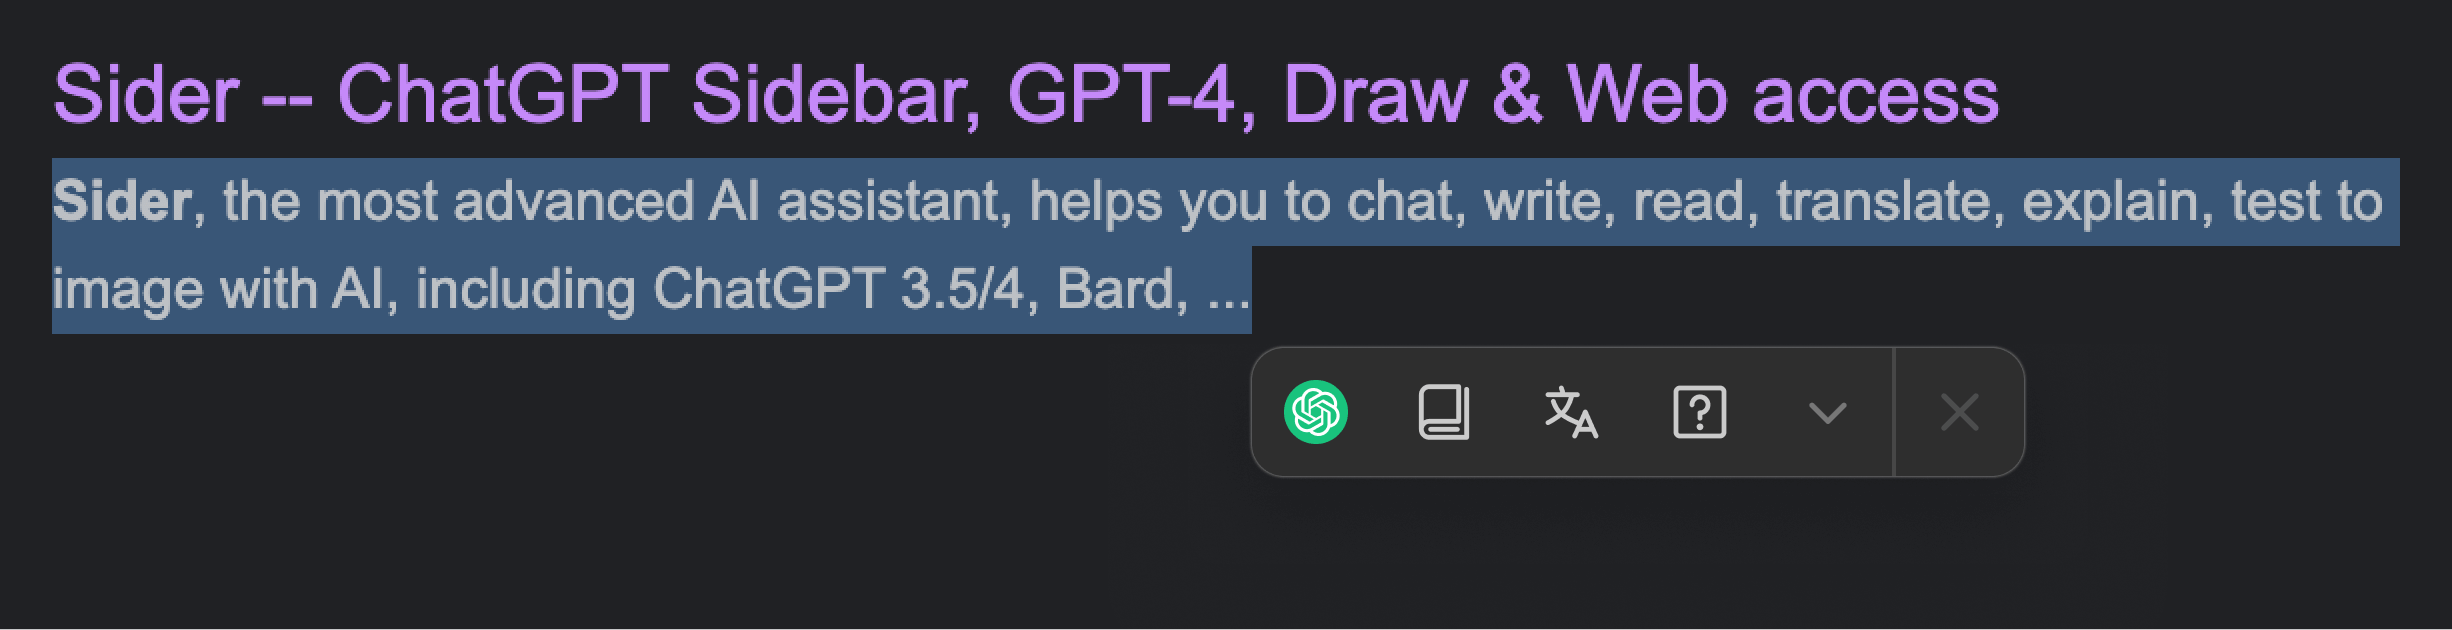 Sider -- ChatGPT Sidebar, GPT-4, Draw & Web access
Sider, the most advanced AI assistant, helps you to chat, write, read, translate, explain, test to
image with AI, including ChatGPT 3.5/4, Bard, ...